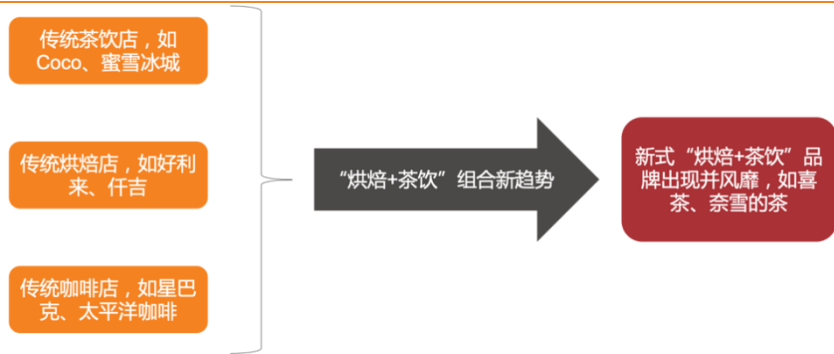 传统茶饮店，如
Coco、蜜雪冰城
传统烘焙店，如好利
来、仟吉
传统咖啡店，如星巴
克、太平洋咖啡
“烘焙+茶饮”组合新趋势
新式“烘焙+茶饮”品
牌出现并风靡，如喜
茶、奈雪的茶